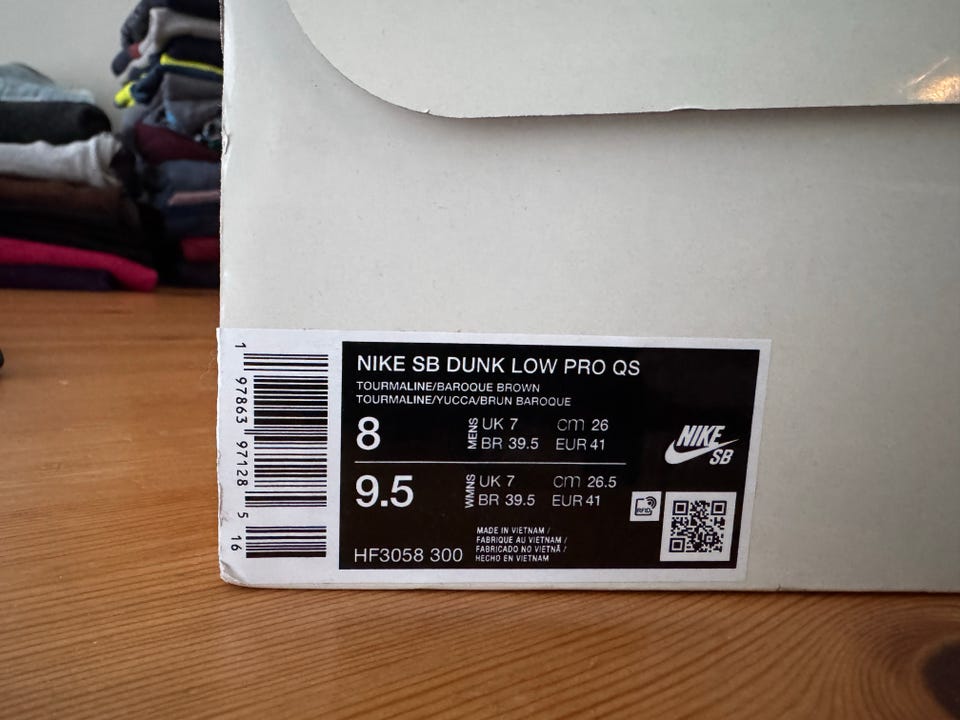 NIKE SB DUNK LOW PRO QS
TOURMALINE/BAROQUE BROWN
TOURMALINE/YUCCA/BRUN BAROQUE
8
MENS
UK 7 cm 26
BR 39.5 EUR 41
9.5
WMNS
UK 7 cm 26.5
BR 39.5 EUR 41
HF3058 300
MADE IN VIETNAM /
FABRIQUE AU VIETNAM /
FABRICADO NO VIETNÃ /
HECHO EN VIETNAM
NIKE
SB
RFID
1 97863 97128 5 16